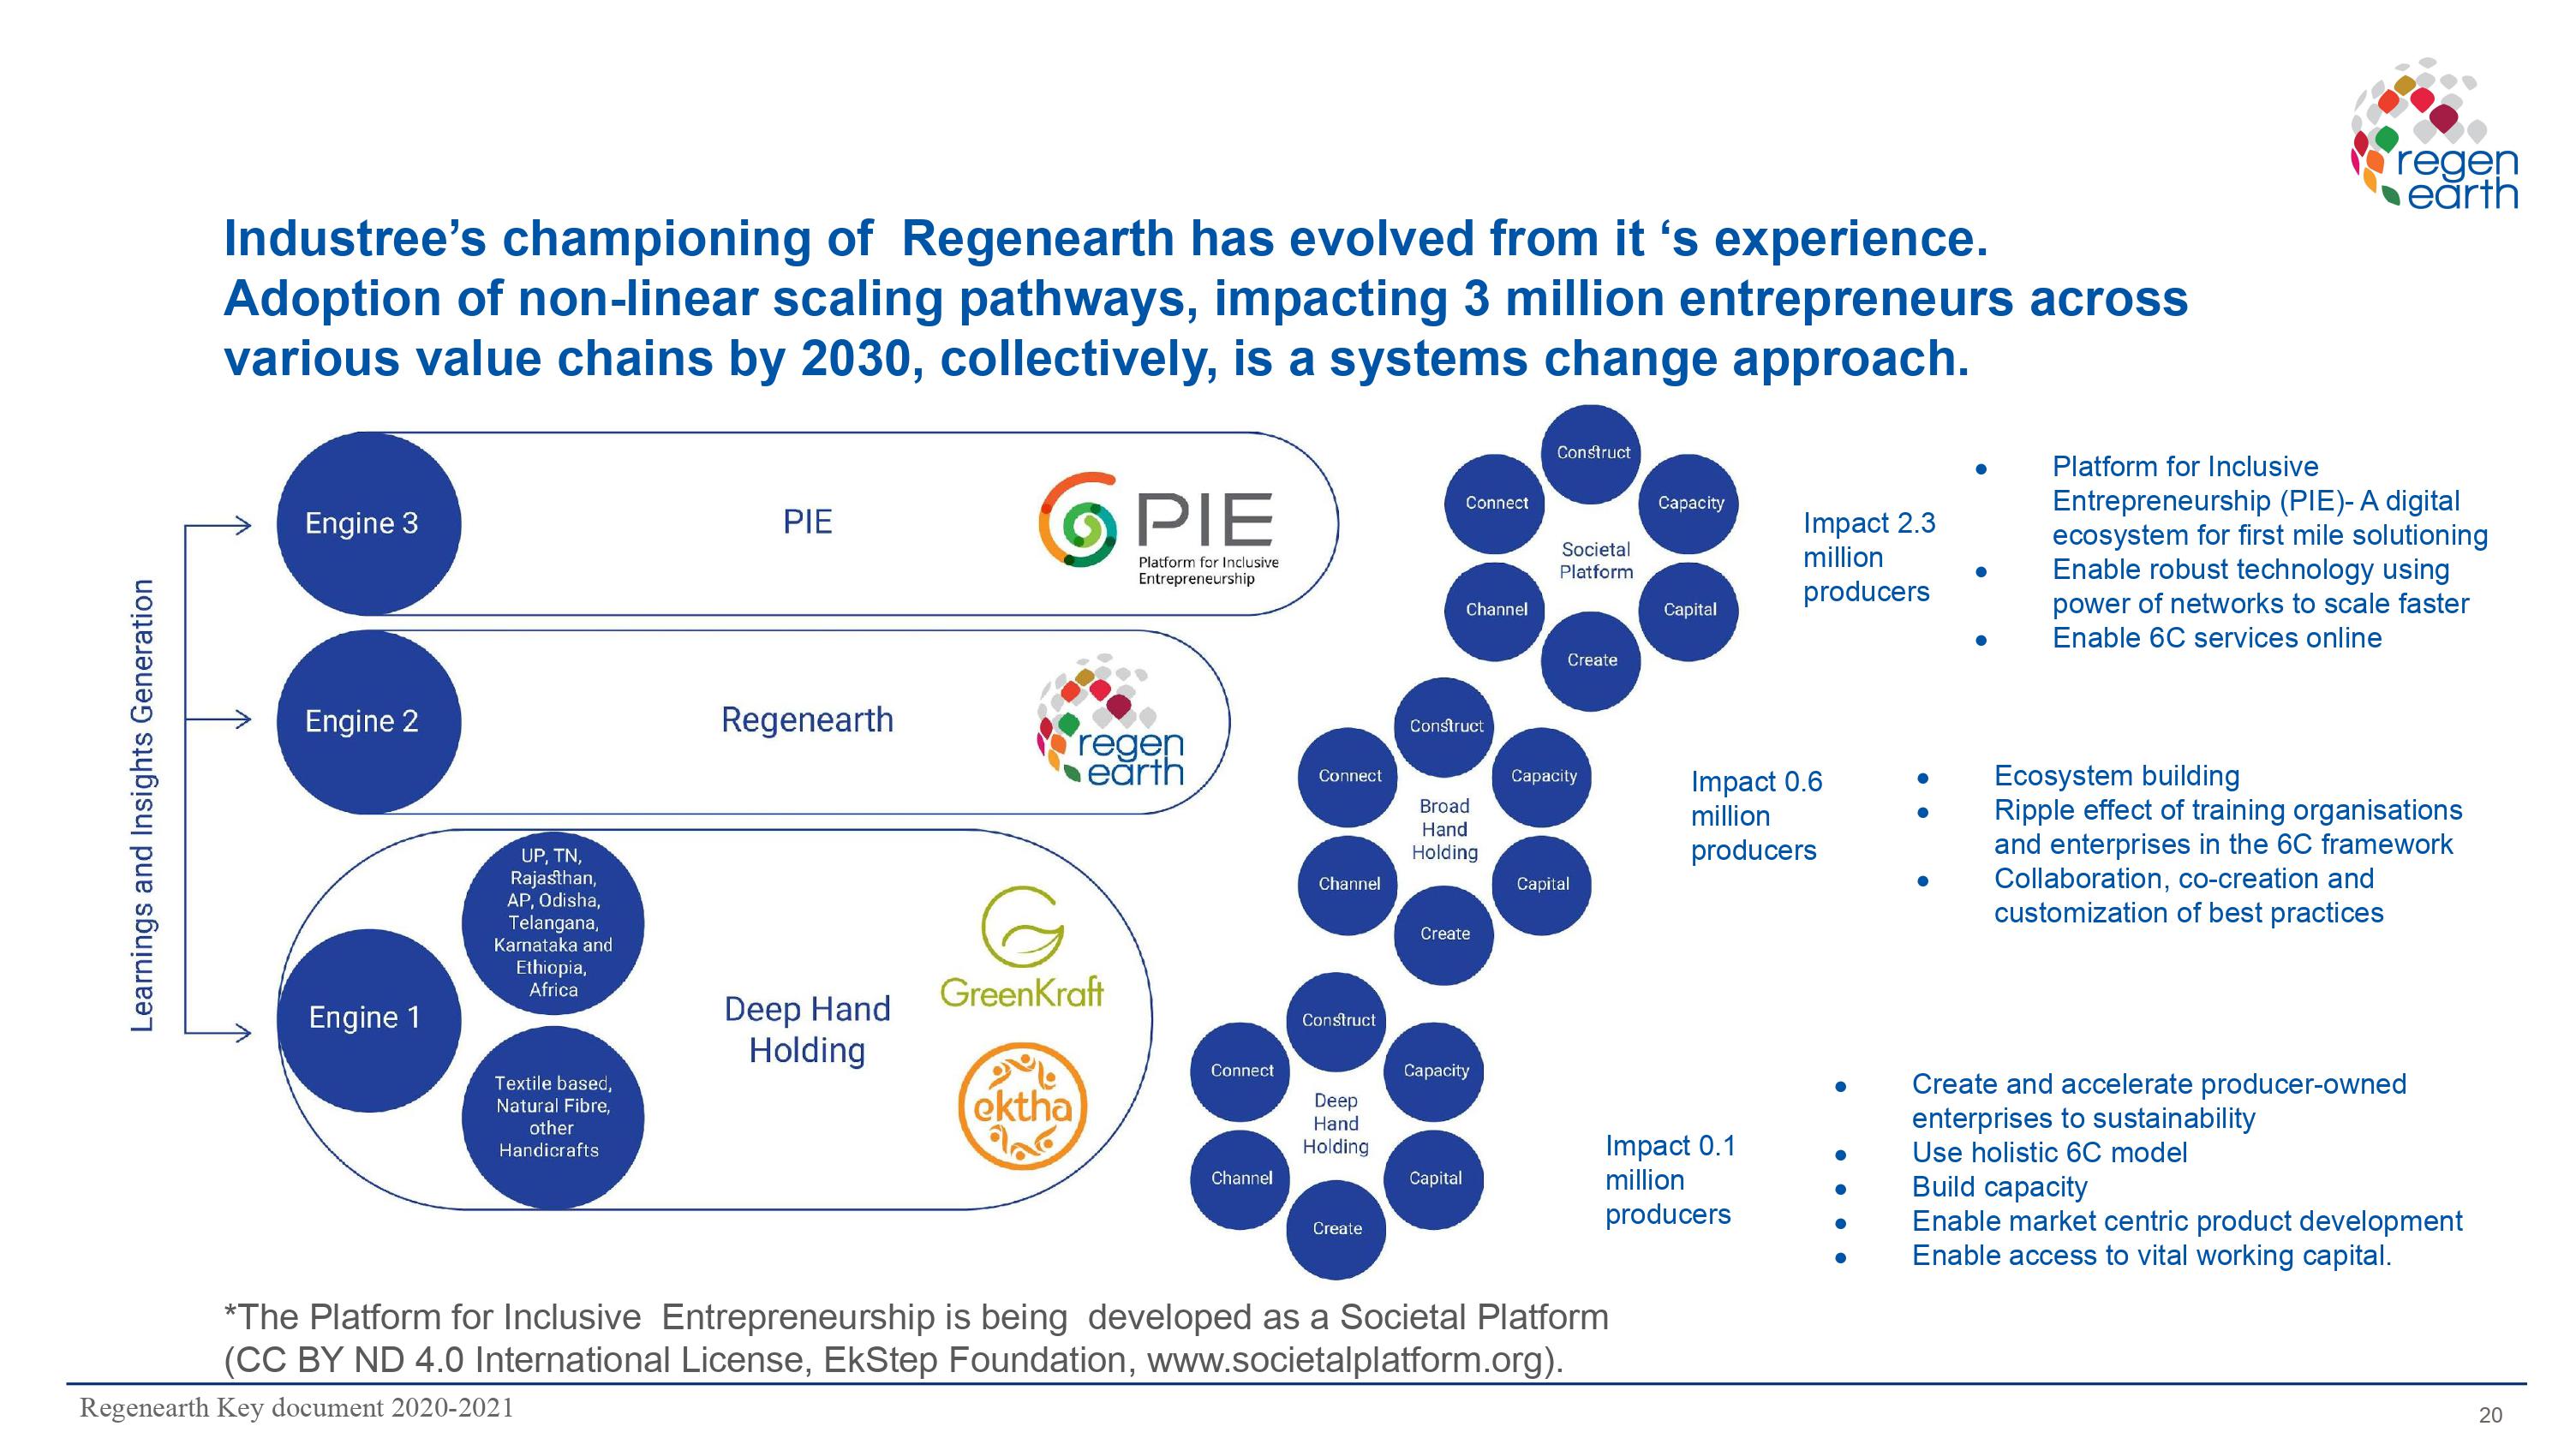 regen
earth
Industree’s championing of  Regenearth has evolved from it ‘s experience.
Adoption of non-linear scaling pathways, impacting 3 million entrepreneurs across
various value chains by 2030, collectively, is a systems change approach.
Learnings and Insights Generation
Engine 3
PIE
PIE
Platform for Inclusive
Entrepreneurship
Construct
Connect
Capacity
Societal
Platform
Channel
Capital
Create
Impact 2.3
million
producers
● Platform for Inclusive
Entrepreneurship (PIE)- A digital
ecosystem for first mile solutioning
● Enable robust technology using
power of networks to scale faster
● Enable 6C services online
Engine 2
Regenearth
regen
earth
Construct
Connect
Capacity
Broad
Hand
Holding
Channel
Capital
Create
Impact 0.6
million
producers
● Ecosystem building
● Ripple effect of training organisations
and enterprises in the 6C framework
● Collaboration, co-creation and
customization of best practices
Engine 1
UP, TN,
Rajasthan,
AP, Odisha,
Telangana,
Karnataka and
Ethiopia,
Africa
Textile based,
Natural Fibre,
other
Handicrafts
Deep Hand
Holding
GreenKraft
ektha
Construct
Connect
Capacity
Deep
Hand
Holding
Channel
Capital
Create
Impact 0.1
million
producers
● Create and accelerate producer-owned
enterprises to sustainability
● Use holistic 6C model
● Build capacity
● Enable market centric product development
● Enable access to vital working capital.
*The Platform for Inclusive  Entrepreneurship is being  developed as a Societal Platform
(CC BY ND 4.0 International License, EkStep Foundation, www.societalplatform.org).
Regenearth Key document 2020-2021
20